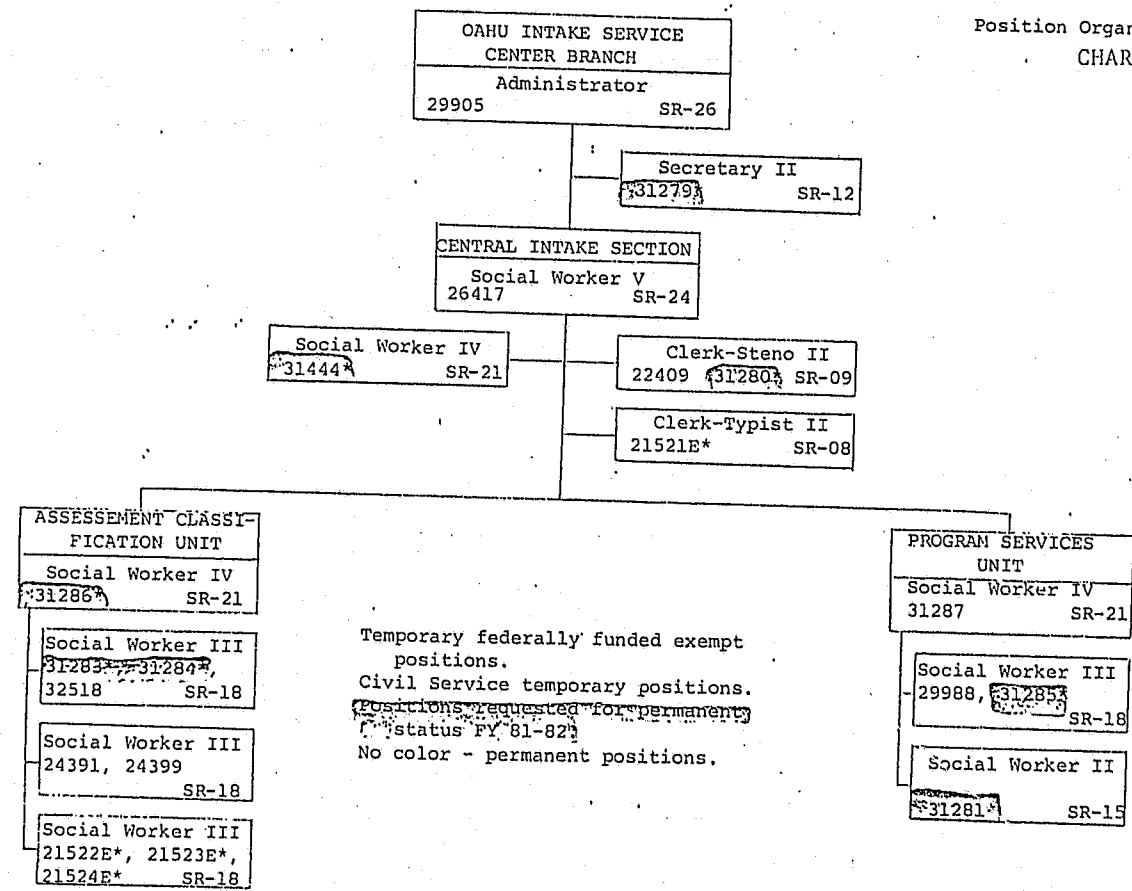 Position Organ
CHAR
OAHU INTAKE SERVICE
CENTER BRANCH
Administrator
29905 SR-26
Secretary II
31279 SR-12
CENTRAL INTAKE SECTION
Social Worker V
26417 SR-24
Social Worker IV
31444* SR-21
Clerk-Steno II
22409 31280* SR-09
Clerk-Typist II
21521E* SR-08
ASSESSEMENT CLASSI-
FICATION UNIT
Social Worker IV
31286* SR-21
Social Worker III
31283*, 31284*,
32518 SR-18
Social Worker III
24391, 24399
SR-18
Social Worker III
21522E*, 21523E*,
21524E* SR-18
Temporary federally funded exempt
positions.
Civil Service temporary positions.
Positions requested for permanent
status FY 81-82
No color - permanent positions.
PROGRAM SERVICES
UNIT
Social Worker IV
31287 SR-21
Social Worker III
29988, 31285
SR-18
Social Worker II
31281* SR-15